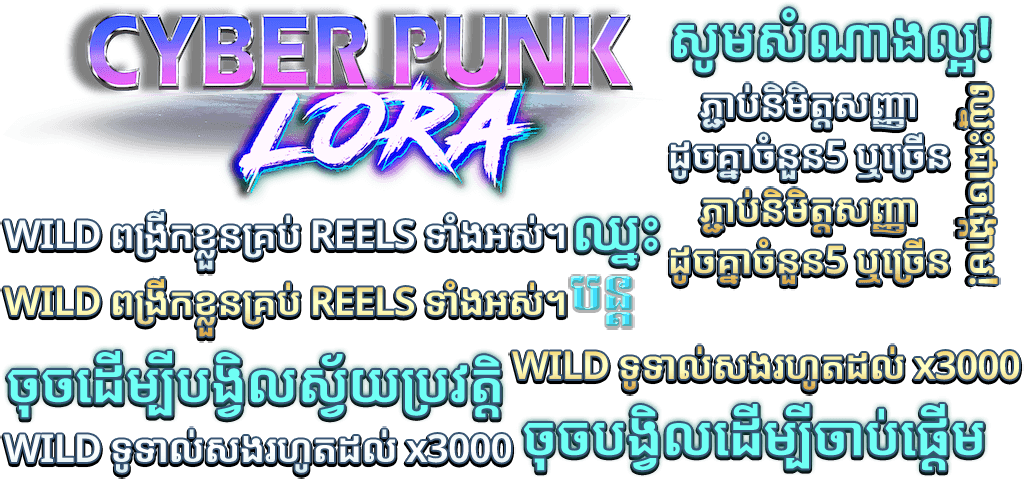 CYBER PUNK
LORA
សូមសំណាងល្អ!
ភ្ជាប់និមិត្តសញ្ញា
ដូចគ្នាចំនួន5 ឬច្រើន
ភ្ជាប់និមិត្តសញ្ញា
ដូចគ្នាចំនួន5 ឬច្រើន
WILD ពង្រីកខ្លួនគ្រប់ REELS ទាំងអស់។
ឈ្នះ
WILD ពង្រីកខ្លួនគ្រប់ REELS ទាំងអស់។
បន្ត
ចុចដើម្បីបង្វិលស្វ័យប្រវត្តិ
WILD ទូទាល់សងរហូតដល់ x3000
WILD ទូទាល់សងរហូតដល់ x3000
ចុចបង្វិលដើម្បីចាប់ផ្តើម